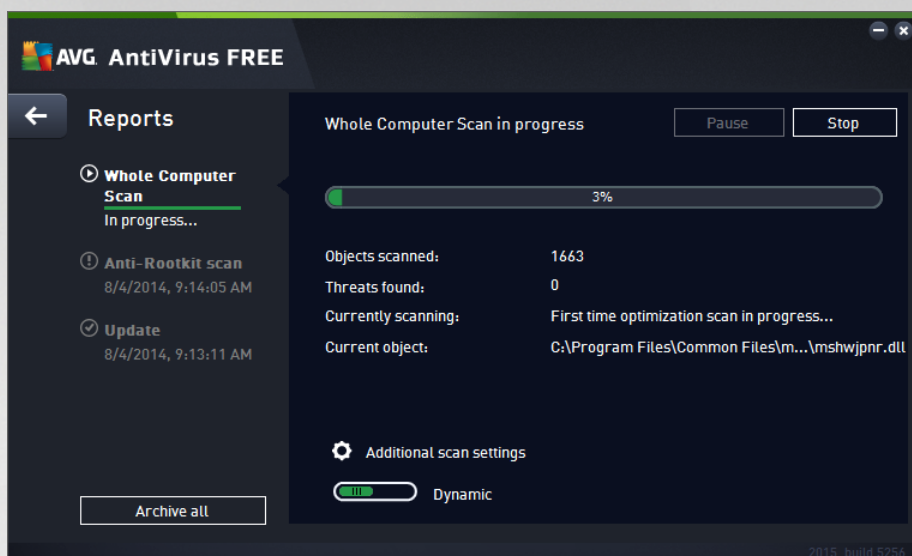 AVG. AntiVirus FREE
Reports
Whole Computer
Scan
In progress...
Anti-Rootkit scan
8/4/2014, 9:14:05 AM
Update
8/4/2014, 9:13:11 AM
Archive all
Whole Computer Scan in progress
Pause
Stop
3%
Objects scanned: 1663
Threats found: 0
Currently scanning: First time optimization scan in progress...
Current object: C:\Program Files\Common Files\m...\mshwjpnr.dll
Additional scan settings
Dynamic
2015, build 5256